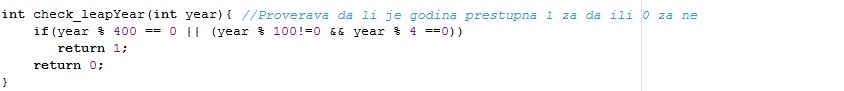 int check_leapYear(int year){ //Proverava da li je godina prestupna 1 za da ili 0 za ne
    if(year % 400 == 0 || (year % 100!=0 && year % 4 ==0))
       return 1;
    return 0;
}